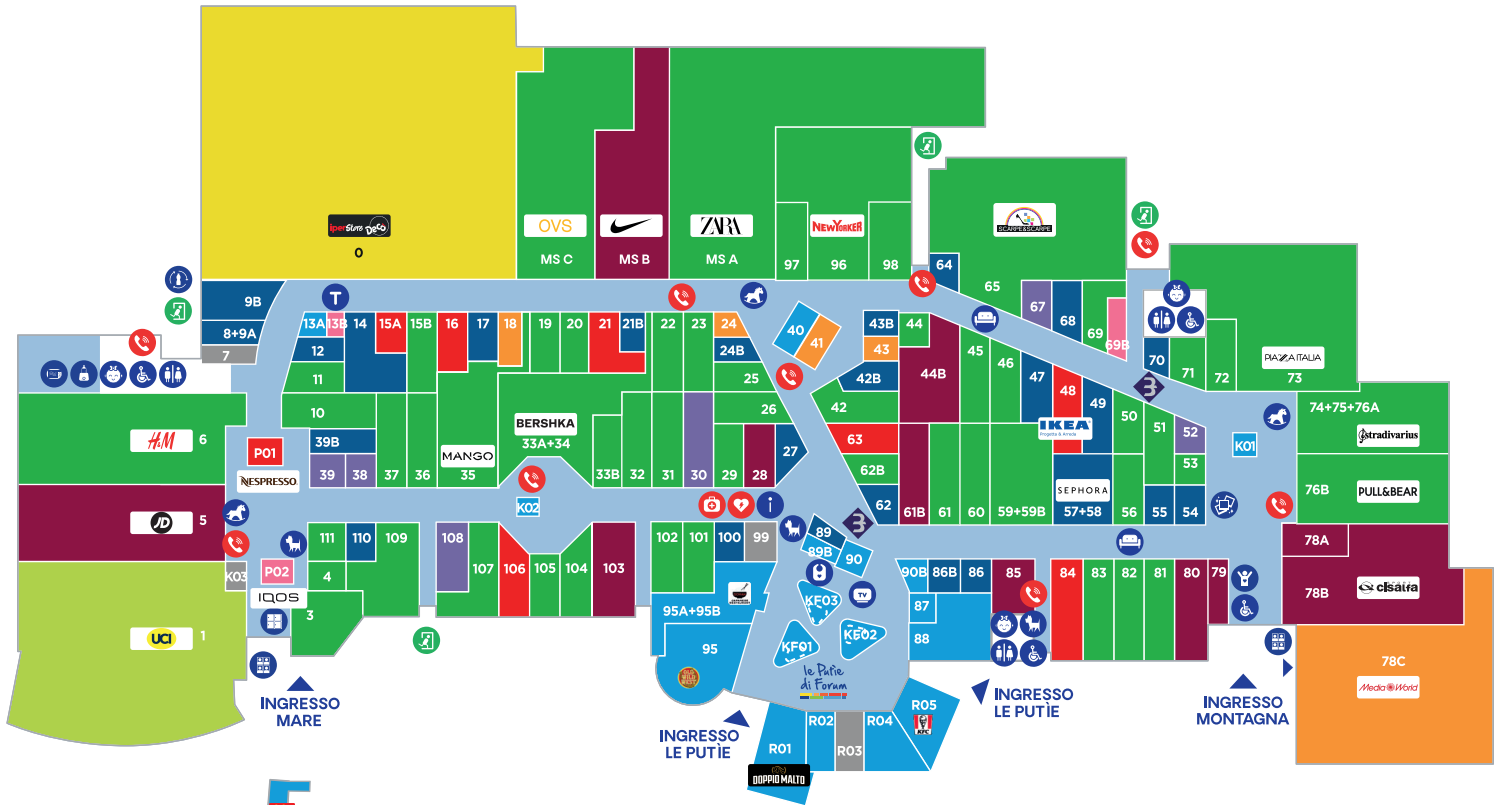 iperStore Decò
0
OVS
MS C
MS B
ZARA
MS A
97
NEWYORKER
96
98
SCARPE&SCARPE
64
65
67
68
69
69B
70
71
72
PIAZZA ITALIA
73
9B
8+9A
7
T
13A
13B
14
15A
15B
16
17
18
19
20
21
21B
22
23
24
24B
25
26
27
12
11
10
40
41
43B
43
42B
42
44
44B
45
46
47
48
49
50
51
52
53
54
55
56
IKEA
Progetta & Arreda
SEPHORA
57+58
59+59B
60
61
61B
62
62B
63
74+75+76A
stradivarius
76B
PULL&BEAR
K01
H&M
6
P01
NESPRESSO
39B
39
38
37
36
MANGO
35
BERSHKA
33A+34
33B
32
31
30
29
28
K02
i
JD
5
78A
78B
cisalfa
SPORT
K03
P02
IQOS
111
110
109
4
3
108
107
106
105
104
103
102
101
100
99
89
89B
90
90B
86B
86
87
88
85
84
83
82
81
80
79
UCI
1
95A+95B
95
OLD
WILD
WEST
TV
KF03
KF02
KF01
le Putìe
di Forum
78C
MediaWorld
INGRESSO
MARE
INGRESSO
LE PUTÌE
INGRESSO
LE PUTÌE
INGRESSO
MONTAGNA
R01
R02
R03
R04
R05
KFC
DOPPIO MALTO